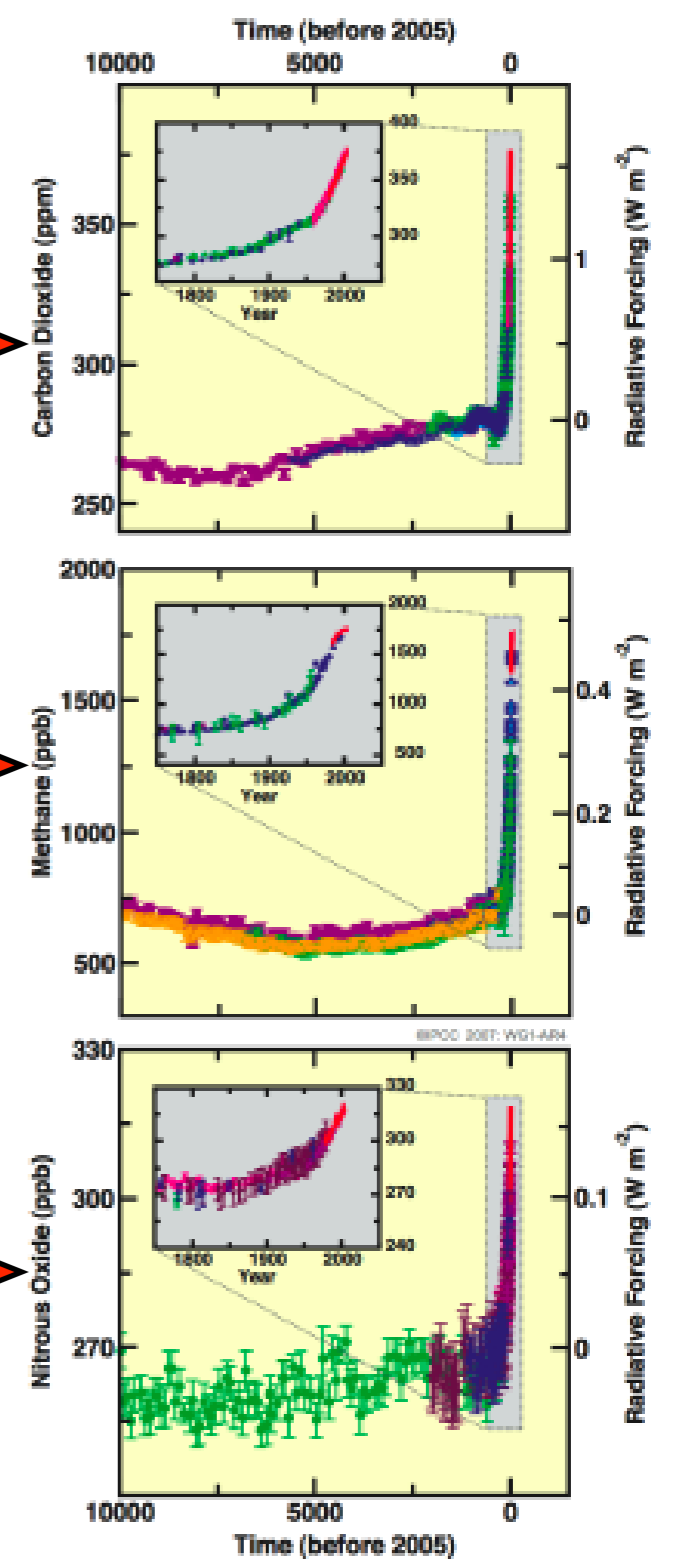 Time (before 2005)
10000 5000 0
Carbon Dioxide (ppm)
350
300
250
400
350
300
1800 1900 2000
Year
1
0
Radiative Forcing (W m-2)
Methane (ppb)
2000
1500
1000
500
2000
1500
1000
500
1800 1900 2000
Year
0.4
0.2
0
Radiative Forcing (W m-2)
©IPCC 2007: WG1-AR4
Nitrous Oxide (ppb)
330
300
270
330
300
270
240
1800 1900 2000
Year
0.1
0
Radiative Forcing (W m-2)
10000 5000 0
Time (before 2005)